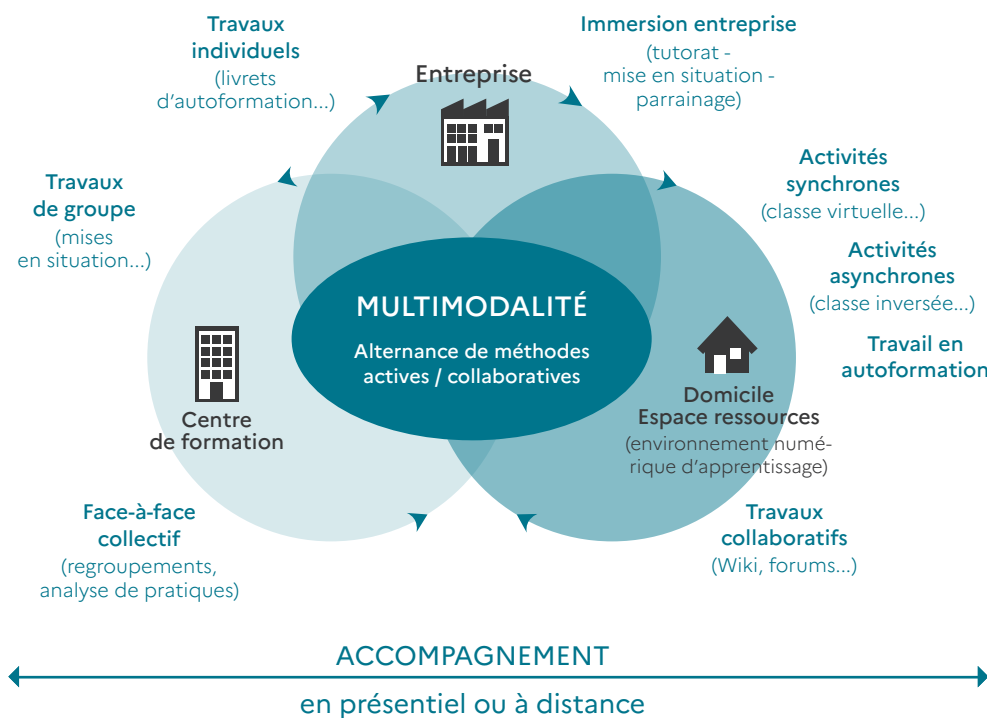 Travaux
individuels
(livrets
d'autoformation...)
Immersion entreprise
(tutorat -
mise en situation -
parrainage)
Entreprise
Travaux
de groupe
(mises
en situation...)
Activités
synchrones
(classe virtuelle...)
Activités
asynchrones
(classe inversée...)
Travail en
autoformation
MULTIMODALITÉ
Alternance de méthodes
actives / collaboratives
Centre
de formation
Domicile
Espace ressources
(environnement numé-
rique d'apprentissage)
Face-à-face
collectif
(regroupements,
analyse de pratiques)
Travaux
collaboratifs
(Wiki, forums...)
ACCOMPAGNEMENT
en présentiel ou à distance